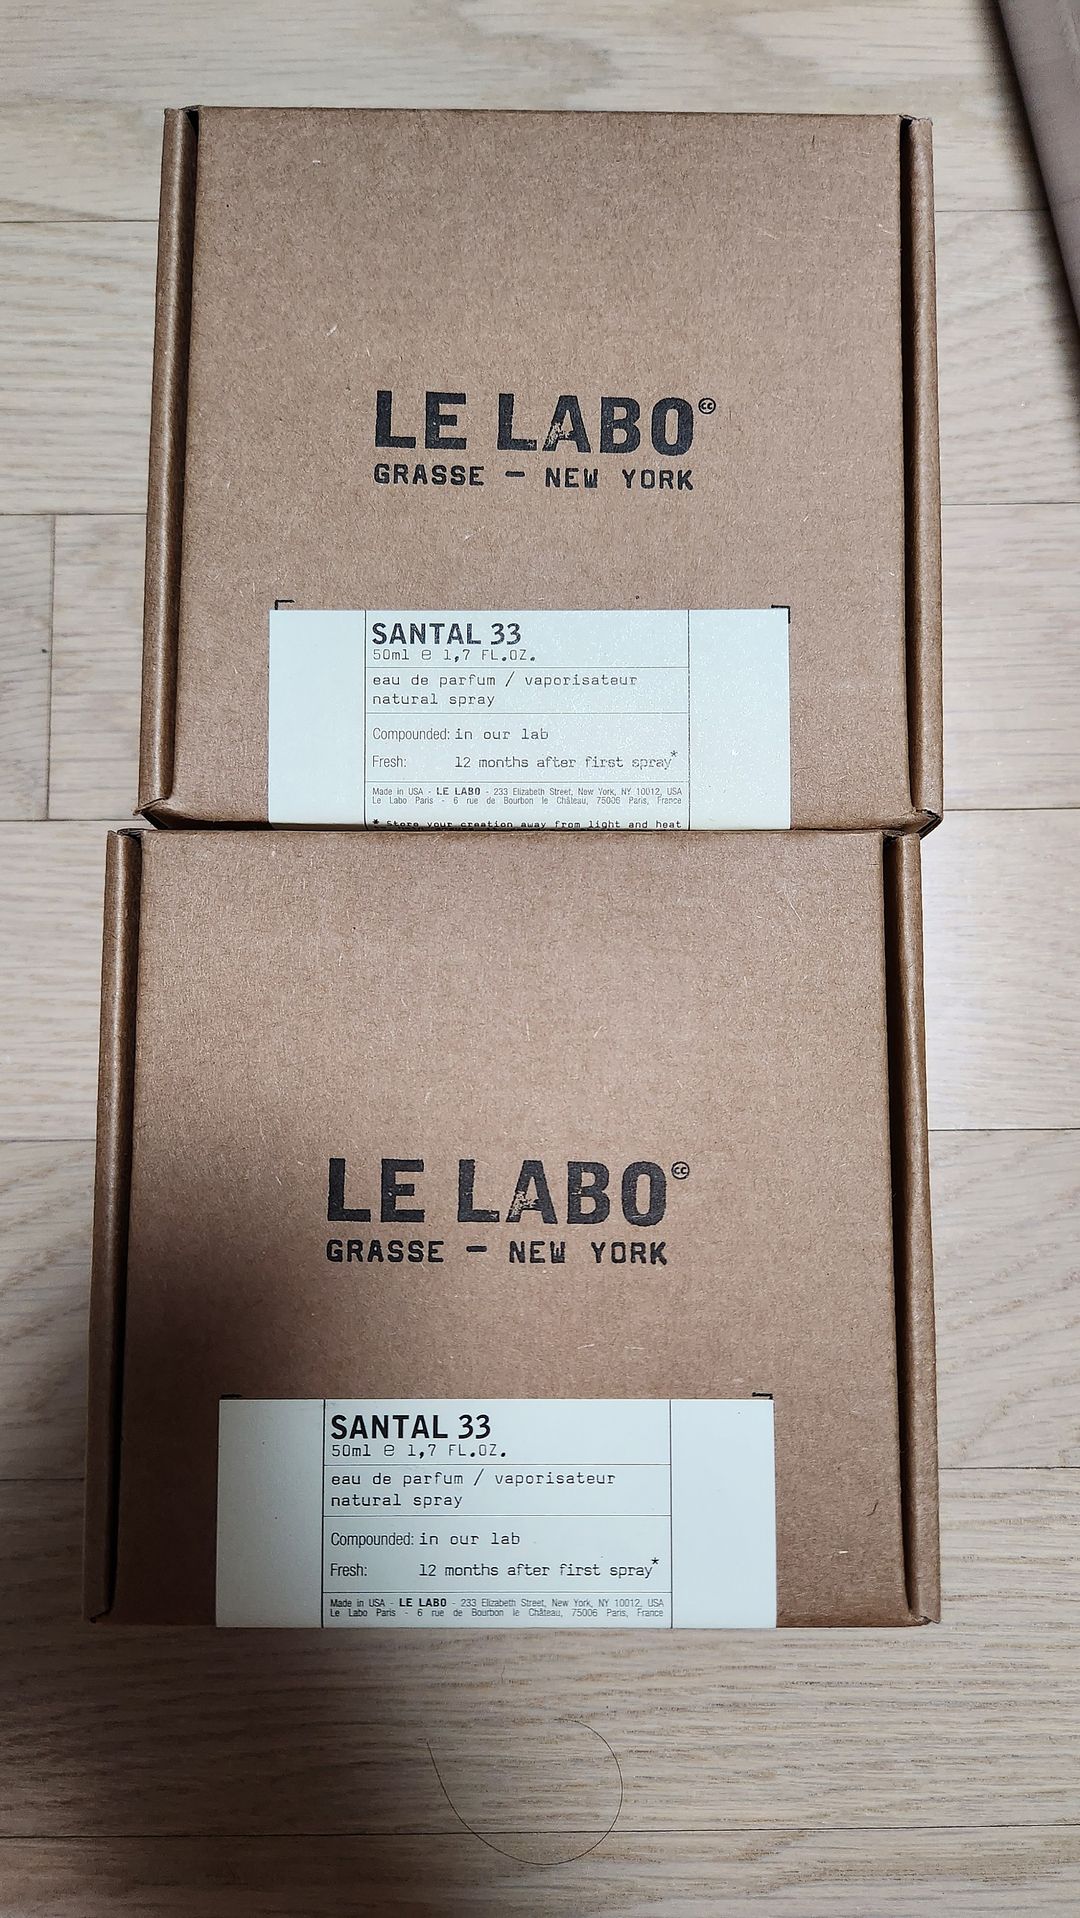 LE LABO
GRASSE - NEW YORK
SANTAL 33
50ml ℮ 1,7 FL.OZ.
eau de parfum / vaporisateur
natural spray
Compounded: in our lab
Fresh: 12 months after first spray*
Made in USA - LE LABO - 233 Elizabeth Street, New York, NY 10012, USA
Le Labo Paris - 6 rue de Bourbon le Château, 75006 Paris, France
* Store your creation away from light and heat
LE LABO
GRASSE - NEW YORK
SANTAL 33
50ml ℮ 1,7 FL.OZ.
eau de parfum / vaporisateur
natural spray
Compounded: in our lab
Fresh: 12 months after first spray*
Made in USA - LE LABO - 233 Elizabeth Street, New York, NY 10012, USA
Le Labo Paris - 6 rue de Bourbon le Château, 75006 Paris, France